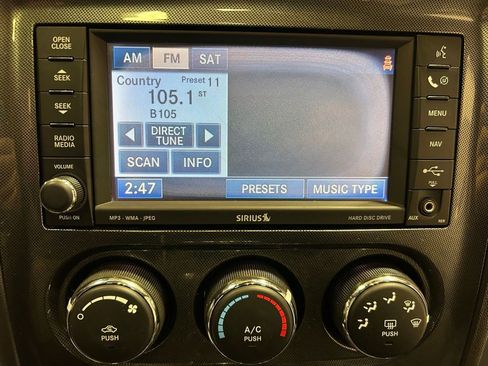 OPEN
CLOSE
SEEK
SEEK
RADIO
MEDIA
VOLUME
PUSH ON
AM FM SAT
Country Preset 11
105.1 ST
B105
DIRECT
TUNE
SCAN INFO
2:47 PRESETS MUSIC TYPE
MP3 - WMA - JPEG
SIRIUS
HARD DISC DRIVE
MENU
NAV
PULL
AUX
PUSH
A/C
PUSH
PUSH